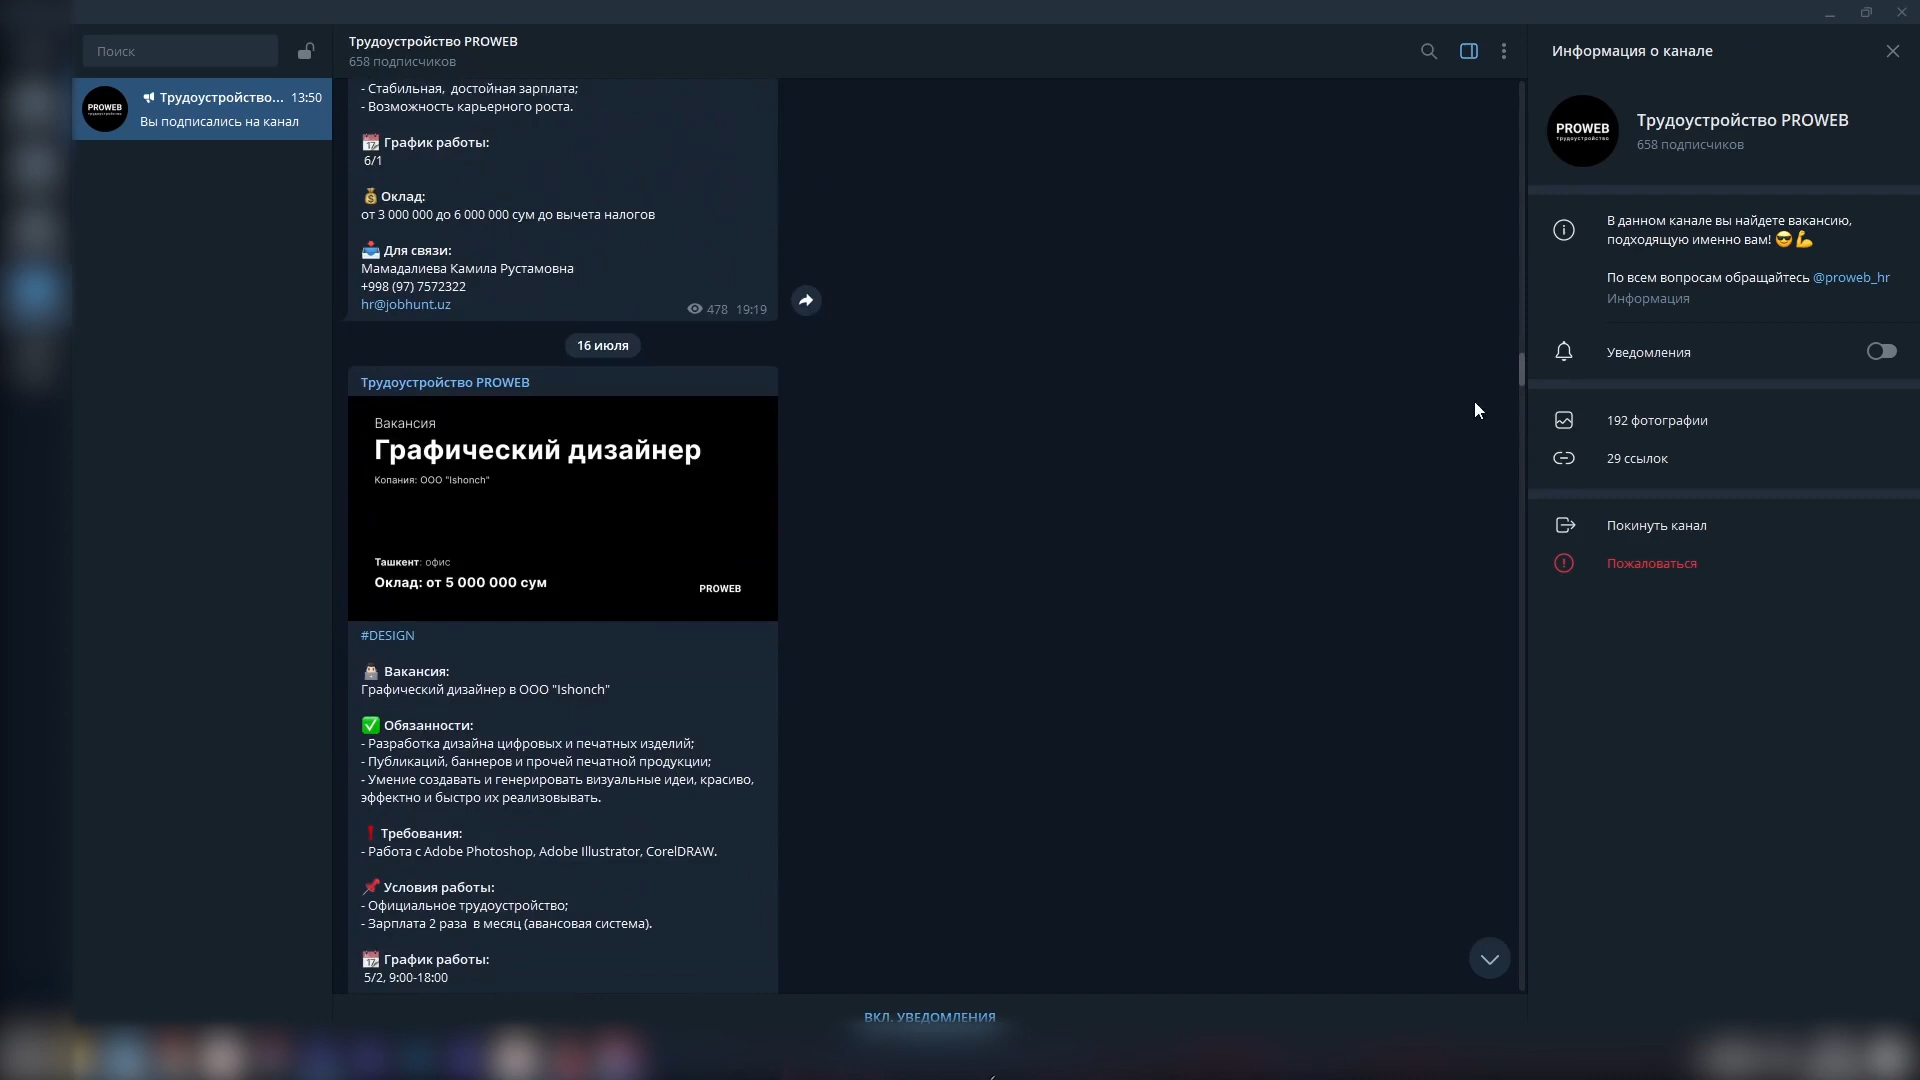 Поиск
PROWEB
трудоустройство
Трудоустройство... 13:50
Вы подписались на канал
Трудоустройство PROWEB
658 подписчиков
- Стабильная,  достойная зарплата;
- Возможность карьерного роста.
График работы:
6/1
Оклад:
от 3 000 000 до 6 000 000 сум до вычета налогов
Для связи:
Мамадалиева Камила Рустамовна
+998 (97) 7572322
hr@jobhunt.uz
478 19:19
16 июля
Трудоустройство PROWEB
Вакансия
Графический дизайнер
Копания: ООО "Ishonch"
Ташкент: офис
Оклад: от 5 000 000 сум
PROWEB
#DESIGN
Вакансия:
Графический дизайнер в ООО "Ishonch"
Обязанности:
- Разработка дизайна цифровых и печатных изделий;
- Публикаций, баннеров и прочей печатной продукции;
- Умение создавать и генерировать визуальные идеи, красиво,
эффектно и быстро их реализовывать.
Требования:
- Работа с Adobe Photoshop, Adobe Illustrator, CorelDRAW.
Условия работы:
- Официальное трудоустройство;
- Зарплата 2 раза  в месяц (авансовая система).
График работы:
5/2, 9:00-18:00
ВКЛ. УВЕДОМЛЕНИЯ
Информация о канале
PROWEB
трудоустройство
Трудоустройство PROWEB
658 подписчиков
В данном канале вы найдете вакансию,
подходящую именно вам!
По всем вопросам обращайтесь @proweb_hr
Информация
Уведомления
192 фотографии
29 ссылок
Покинуть канал
Пожаловаться